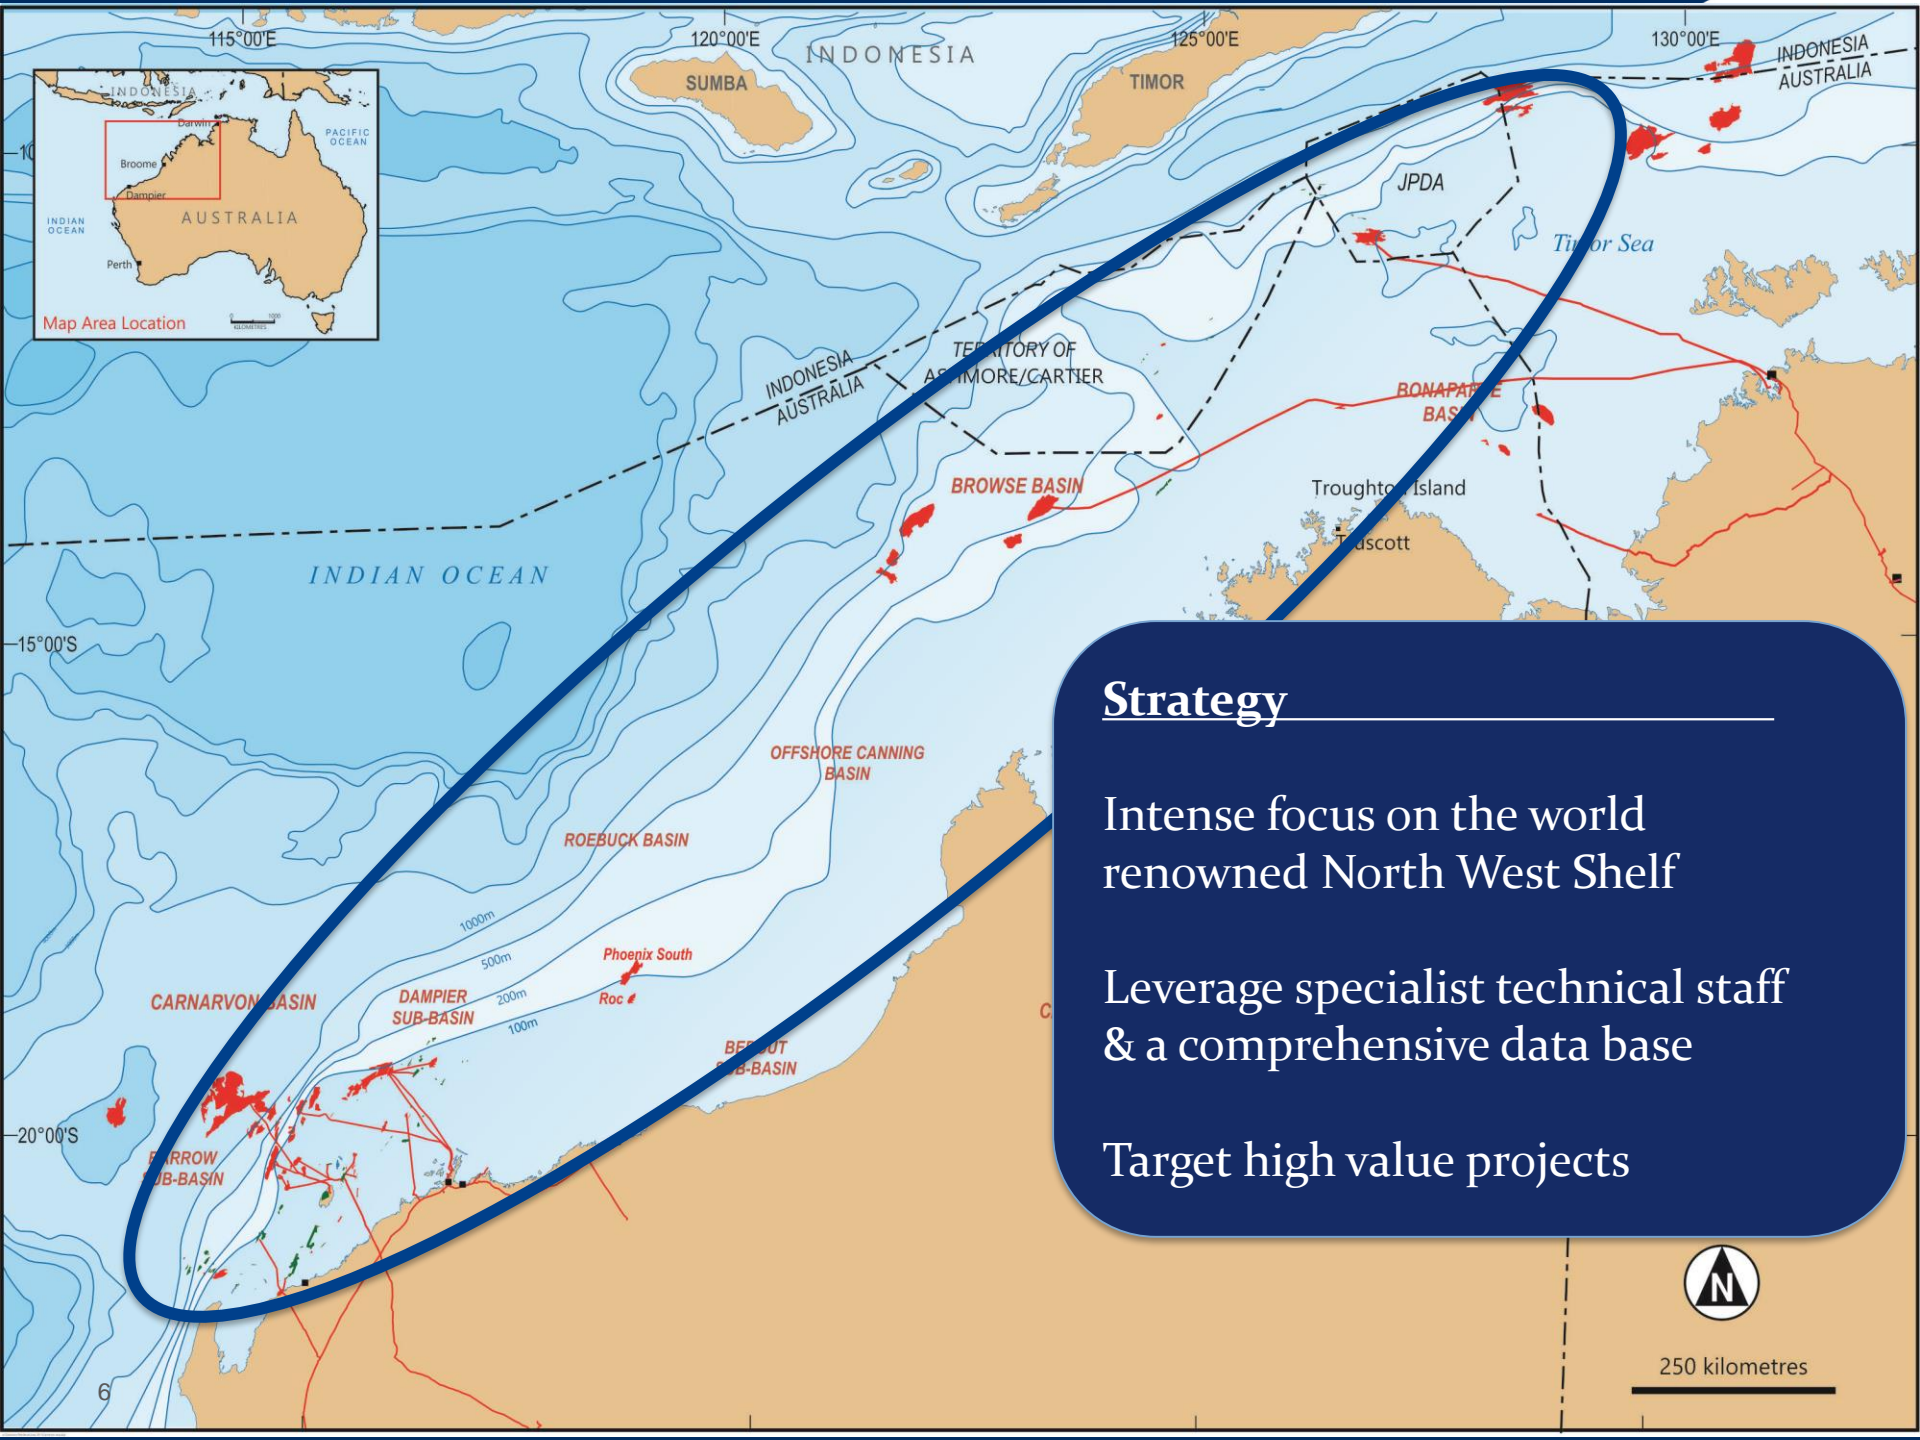 115°00'E
120°00'E
125°00'E
130°00'E
INDONESIA
INDONESIA
AUSTRALIA
SUMBA
TIMOR
INDONESIA
Darwin
PACIFIC
OCEAN
Broome
Dampier
INDIAN
OCEAN
AUSTRALIA
Perth
Map Area Location
0 1000
KILOMETRES
JPDA
Timor Sea
INDONESIA
AUSTRALIA
TERRITORY OF
ASHMORE/CARTIER
BONAPARTE
BASIN
BROWSE BASIN
Troughton Island
Truscott
INDIAN OCEAN
15°00'S
OFFSHORE CANNING
BASIN
ROEBUCK BASIN
1000m
500m
200m
100m
Phoenix South
Roc
CARNARVON BASIN
DAMPIER
SUB-BASIN
BEDOUT
SUB-BASIN
20°00'S
BARROW
SUB-BASIN
Strategy
Intense focus on the world
renowned North West Shelf
Leverage specialist technical staff
& a comprehensive data base
Target high value projects
N
250 kilometres
6